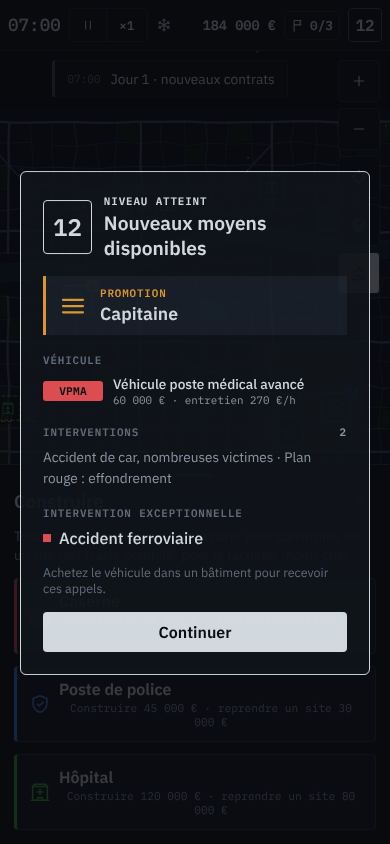 07:00
×1
184 000 €
0/3
12
07:00 Jour 1 · nouveaux contrats
+
−
12
NIVEAU ATTEINT
Nouveaux moyens
disponibles
PROMOTION
Capitaine
VÉHICULE
VPMA
Véhicule poste médical avancé
60 000 € · entretien 270 €/h
INTERVENTIONS
2
Accident de car, nombreuses victimes · Plan
rouge : effondrement
INTERVENTION EXCEPTIONNELLE
Accident ferroviaire
Achetez le véhicule dans un bâtiment pour recevoir
ces appels.
Continuer
Poste de police
Construire 45 000 € · reprendre un site 30
000 €
Hôpital
Construire 120 000 € · reprendre un site 80
000 €